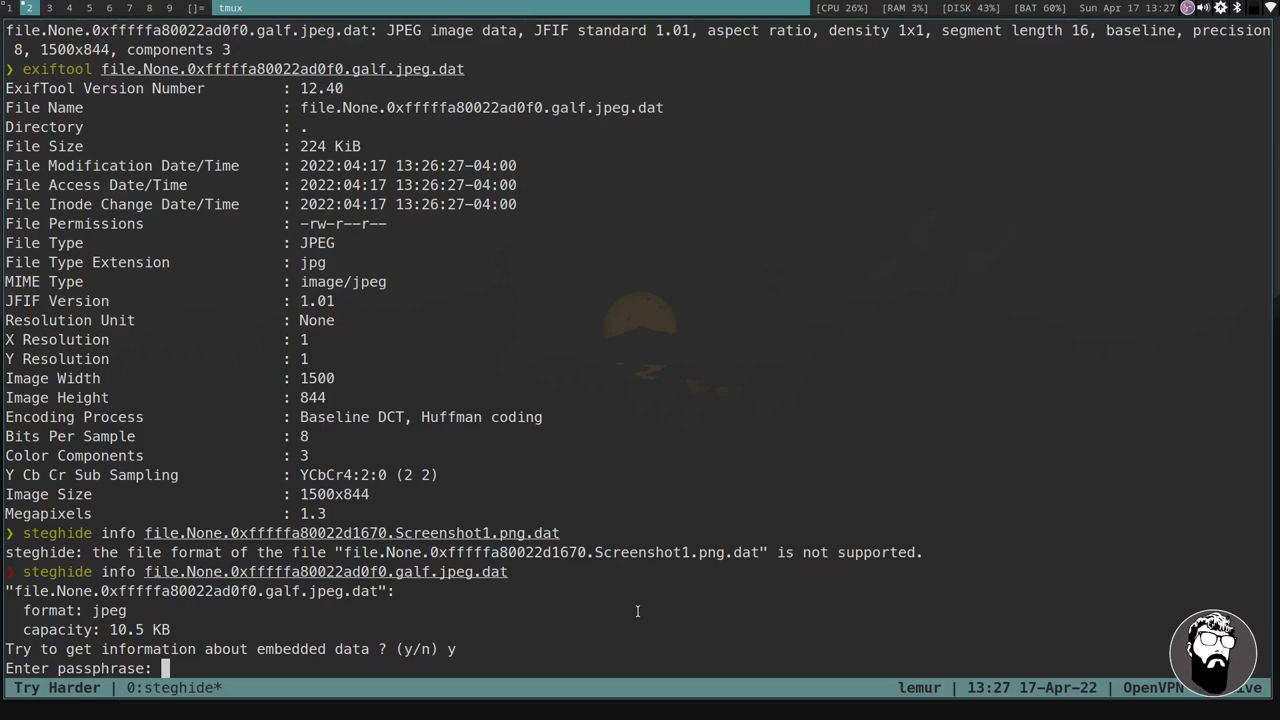 1 2 3 4 5 6 7 8 9 []= tmux [CPU 26%] [RAM 3%] [DISK 43%] [BAT 60%] Sun Apr 17 13:27
file.None.0xfffffa80022ad0f0.galf.jpeg.dat: JPEG image data, JFIF standard 1.01, aspect ratio, density 1x1, segment length 16, baseline, precision
8, 1500x844, components 3
❯ exiftool file.None.0xfffffa80022ad0f0.galf.jpeg.dat
ExifTool Version Number : 12.40
File Name : file.None.0xfffffa80022ad0f0.galf.jpeg.dat
Directory : .
File Size : 224 KiB
File Modification Date/Time : 2022:04:17 13:26:27-04:00
File Access Date/Time : 2022:04:17 13:26:27-04:00
File Inode Change Date/Time : 2022:04:17 13:26:27-04:00
File Permissions : -rw-r--r--
File Type : JPEG
File Type Extension : jpg
MIME Type : image/jpeg
JFIF Version : 1.01
Resolution Unit : None
X Resolution : 1
Y Resolution : 1
Image Width : 1500
Image Height : 844
Encoding Process : Baseline DCT, Huffman coding
Bits Per Sample : 8
Color Components : 3
Y Cb Cr Sub Sampling : YCbCr4:2:0 (2 2)
Image Size : 1500x844
Megapixels : 1.3
❯ steghide info file.None.0xfffffa80022d1670.Screenshot1.png.dat
steghide: the file format of the file "file.None.0xfffffa80022d1670.Screenshot1.png.dat" is not supported.
❯ steghide info file.None.0xfffffa80022ad0f0.galf.jpeg.dat
"file.None.0xfffffa80022ad0f0.galf.jpeg.dat":
format: jpeg
capacity: 10.5 KB
Try to get information about embedded data ? (y/n) y
Enter passphrase:
Try Harder | 0:steghide* lemur | 13:27 17-Apr-22 | OpenVPN